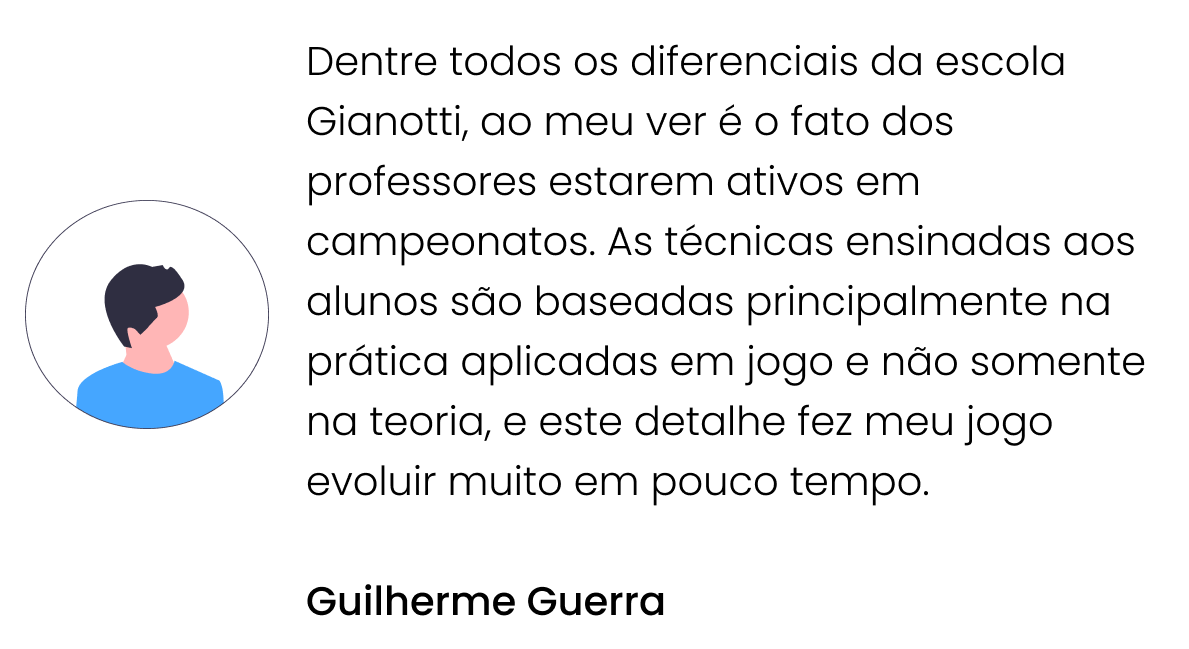 Dentre todos os diferenciais da escola
Gianotti, ao meu ver é o fato dos
professores estarem ativos em
campeonatos. As técnicas ensinadas aos
alunos são baseadas principalmente na
prática aplicadas em jogo e não somente
na teoria, e este detalhe fez meu jogo
evoluir muito em pouco tempo.
Guilherme Guerra